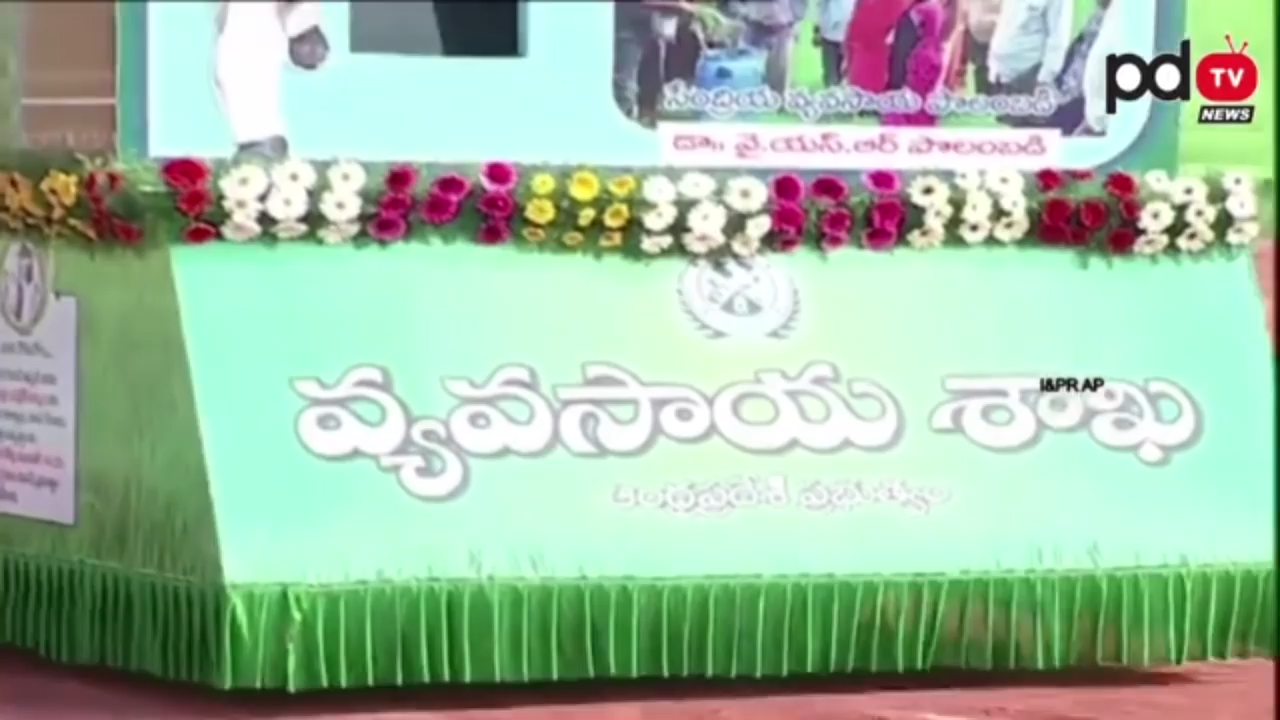 pd TV
NEWS
సేంద్రియ వ్యవసాయ పొలంబడి
డా॥ వై.యస్.ఆర్ పొలంబడి
వ్యవసాయ శాఖ
I&PR AP
ఆంధ్రప్రదేశ్ ప్రభుత్వం